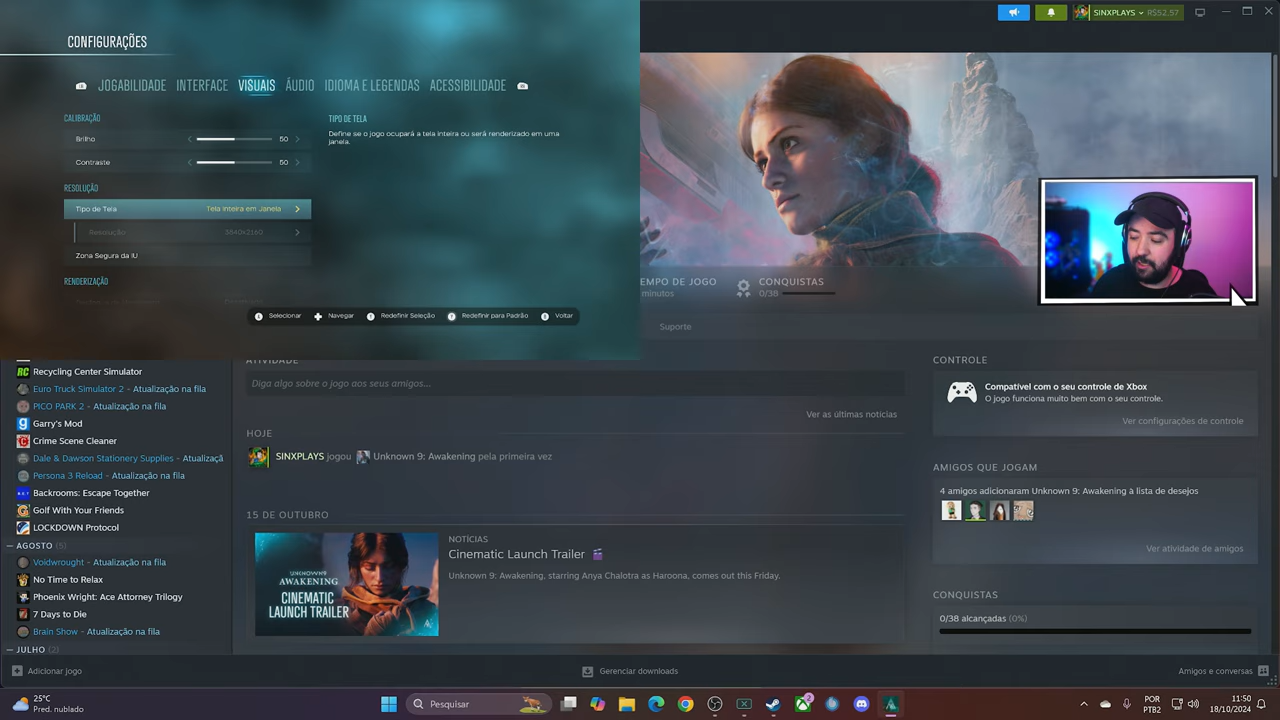 CONFIGURAÇÕES
JOGABILIDADE INTERFACE VISUAIS ÁUDIO IDIOMA E LEGENDAS ACESSIBILIDADE
CALIBRAÇÃO
Brilho 50
Contraste 50
RESOLUÇÃO
Tipo de Tela Tela Inteira em Janela
Resolução 3840x2160
Zona Segura da IU
RENDERIZAÇÃO
TIPO DE TELA
Define se o jogo ocupará a tela inteira ou será renderizado em uma
janela.
Selecionar Navegar Redefinir Seleção Redefinir para Padrão Voltar
SINXPLAYS R$52,57
EMPO DE JOGO
minutos
CONQUISTAS
0/38
Suporte
Recycling Center Simulator
Euro Truck Simulator 2 - Atualização na fila
PICO PARK 2 - Atualização na fila
Garry's Mod
Crime Scene Cleaner
Dale & Dawson Stationery Supplies - Atualizaçã
Persona 3 Reload - Atualização na fila
Backrooms: Escape Together
Golf With Your Friends
LOCKDOWN Protocol
— AGOSTO (5)
Voidwrought - Atualização na fila
No Time to Relax
Phoenix Wright: Ace Attorney Trilogy
7 Days to Die
Brain Show - Atualização na fila
— JULHO (2)
ATIVIDADE
Diga algo sobre o jogo aos seus amigos...
Ver as últimas notícias
HOJE
SINXPLAYS jogou Unknown 9: Awakening pela primeira vez
15 DE OUTUBRO
UNKNOWN 9
AWAKENING
CINEMATIC
LAUNCH TRAILER
NOTÍCIAS
Cinematic Launch Trailer
Unknown 9: Awakening, starring Anya Chalotra as Haroona, comes out this Friday.
CONTROLE
Compatível com o seu controle de Xbox
O jogo funciona muito bem com o seu controle.
Ver configurações de controle
AMIGOS QUE JOGAM
4 amigos adicionaram Unknown 9: Awakening à lista de desejos
Ver atividade de amigos
CONQUISTAS
0/38 alcançadas (0%)
Adicionar jogo
Gerenciar downloads
Amigos e conversas
25°C
Pred. nublado
Pesquisar
2
POR
PTB2
11:50
18/10/2024